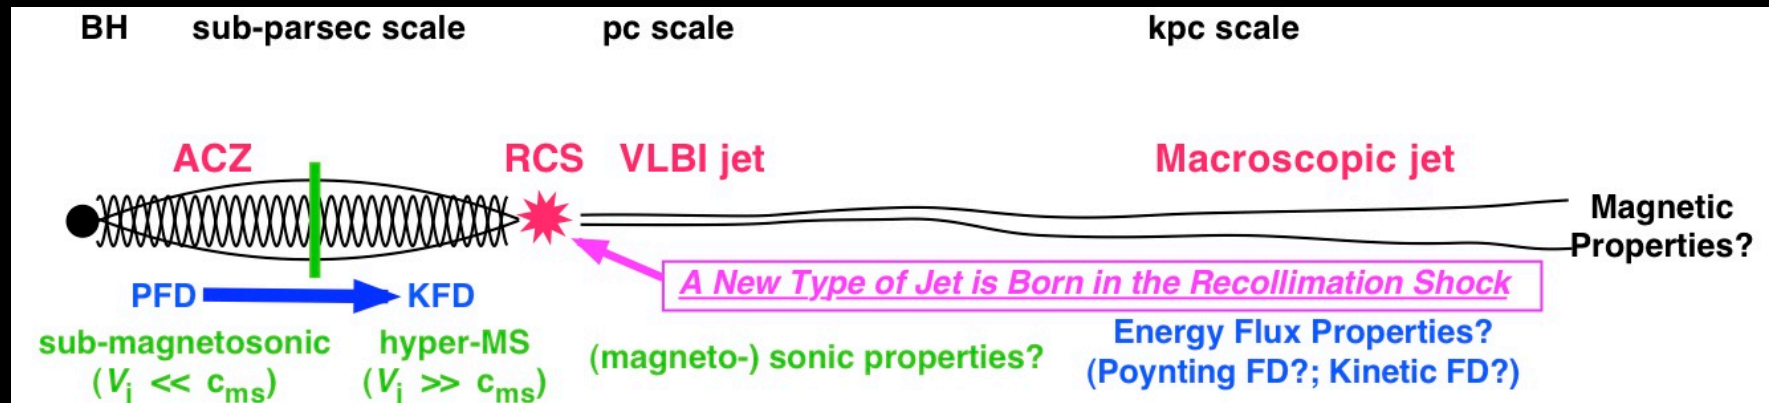 BH sub-parsec scale pc scale kpc scale
ACZ RCS VLBI jet Macroscopic jet
Magnetic
Properties?
A New Type of Jet is Born in the Recollimation Shock
PFD KFD
sub-magnetosonic
(Vj << cms)
hyper-MS
(Vj >> cms)
(magneto-) sonic properties?
Energy Flux Properties?
(Poynting FD?; Kinetic FD?)